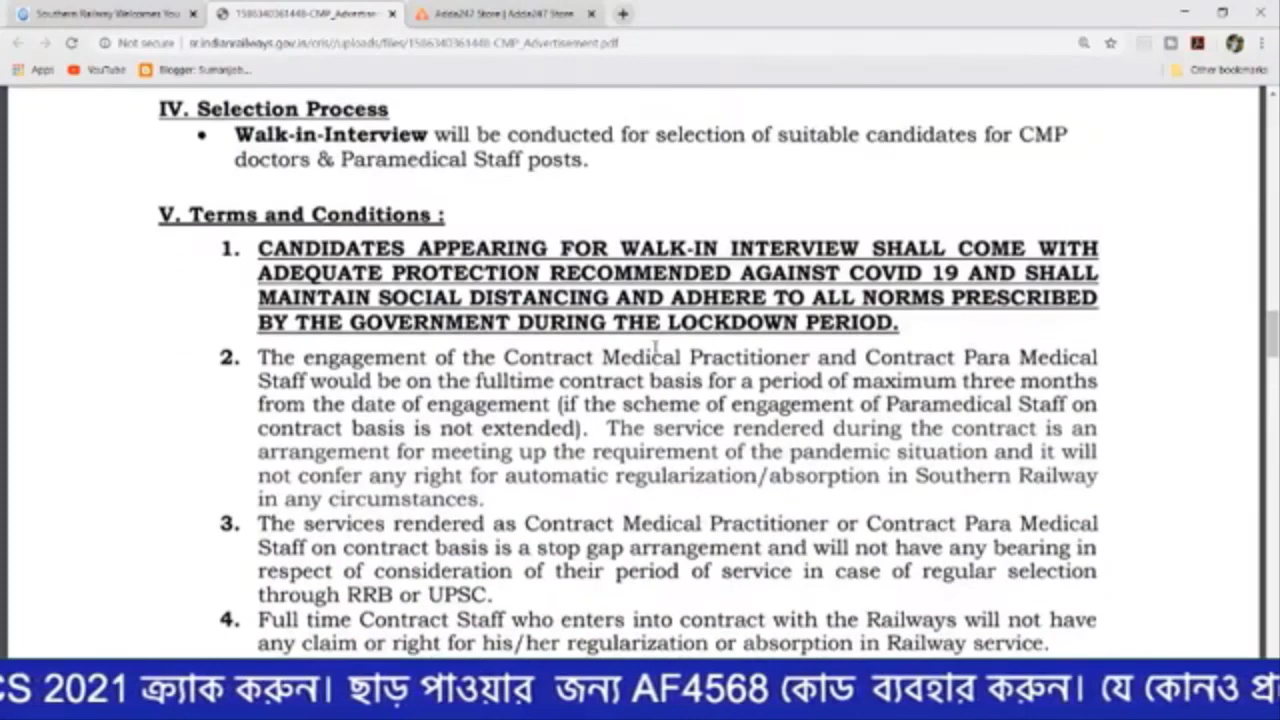 Southern Railway Welcomes You
1586340361448-CMP_Advertise
Adda247 Store | Adda247 Store
Not secure | sr.indianrailways.gov.in/cris//uploads/files/1586340361448-CMP_Advertisement.pdf
Apps YouTube Blogger: Sumanjob... Other bookmarks
IV. Selection Process
• Walk-in-Interview will be conducted for selection of suitable candidates for CMP
doctors & Paramedical Staff posts.
V. Terms and Conditions :
1. CANDIDATES APPEARING FOR WALK-IN INTERVIEW SHALL COME WITH
ADEQUATE PROTECTION RECOMMENDED AGAINST COVID 19 AND SHALL
MAINTAIN SOCIAL DISTANCING AND ADHERE TO ALL NORMS PRESCRIBED
BY THE GOVERNMENT DURING THE LOCKDOWN PERIOD.
2. The engagement of the Contract Medical Practitioner and Contract Para Medical
Staff would be on the fulltime contract basis for a period of maximum three months
from the date of engagement (if the scheme of engagement of Paramedical Staff on
contract basis is not extended). The service rendered during the contract is an
arrangement for meeting up the requirement of the pandemic situation and it will
not confer any right for automatic regularization/absorption in Southern Railway
in any circumstances.
3. The services rendered as Contract Medical Practitioner or Contract Para Medical
Staff on contract basis is a stop gap arrangement and will not have any bearing in
respect of consideration of their period of service in case of regular selection
through RRB or UPSC.
4. Full time Contract Staff who enters into contract with the Railways will not have
any claim or right for his/her regularization or absorption in Railway service.
CS 2021 ক্র্যাক করুন। ছাড় পাওয়ার জন্য AF4568 কোড ব্যবহার করুন। যে কোনও প্র